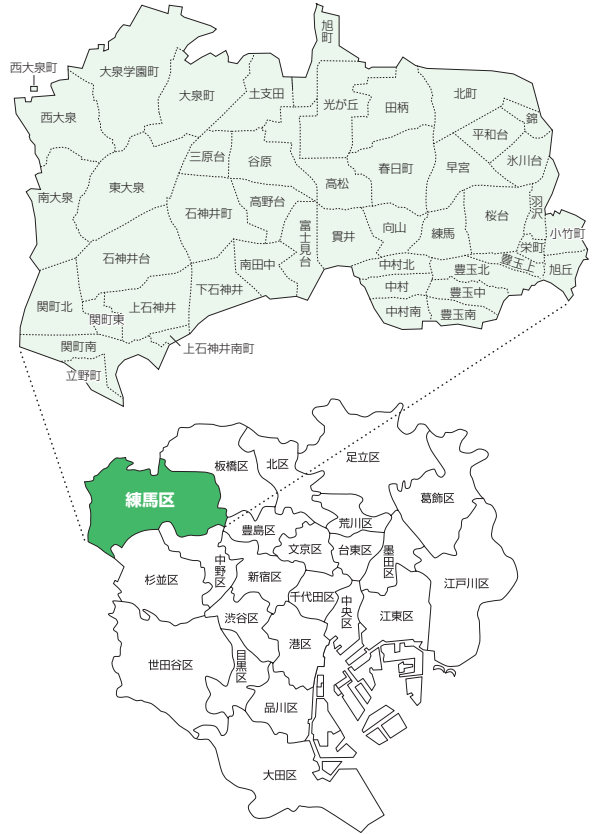 旭町
西大泉町
大泉学園町
大泉町
土支田
光が丘
田柄
北町
西大泉
錦
平和台
三原台
谷原
氷川台
春日町
早宮
南大泉
東大泉
高松
高野台
石神井町
羽沢
桜台
富士見台
貫井
向山
練馬
小竹町
栄町
石神井台
南田中
中村北
豊玉上
豊玉北
旭丘
中村
下石神井
豊玉中
関町北
上石神井
関町東
中村南
豊玉南
関町南
上石神井南町
立野町
足立区
板橋区
北区
練馬区
葛飾区
荒川区
豊島区
文京区
台東区
墨田区
中野区
杉並区
新宿区
江戸川区
千代田区
中央区
渋谷区
江東区
港区
世田谷区
目黒区
品川区
大田区